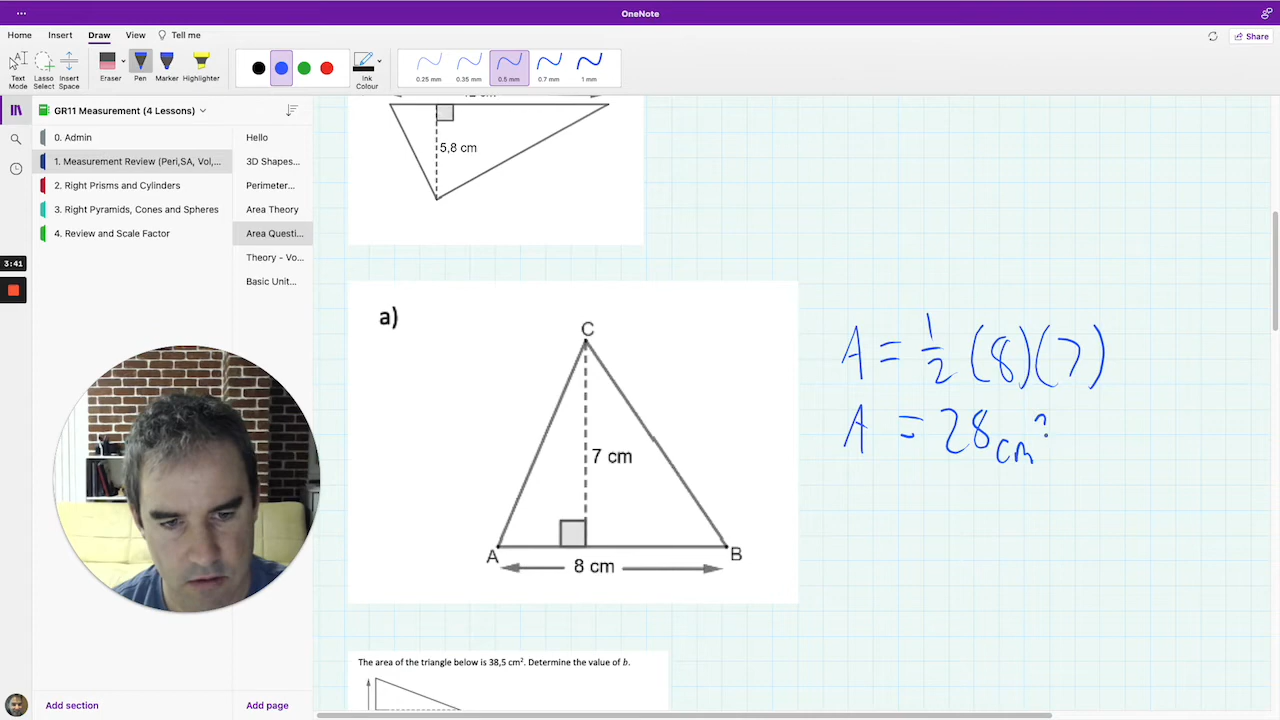 OneNote
Home Insert Draw View Tell me
Share
Text Mode
Lasso Select
Insert Space
Eraser
Pen
Marker
Highlighter
Ink Colour
0.25 mm
0.35 mm
0.5 mm
0.7 mm
1 mm
GR11 Measurement (4 Lessons)
0. Admin
1. Measurement Review (Peri,SA, Vol,...
2. Right Prisms and Cylinders
3. Right Pyramids, Cones and Spheres
4. Review and Scale Factor
Hello
3D Shapes...
Perimeter...
Area Theory
Area Questi...
Theory - Vo...
Basic Unit...
3:41
5,8 cm
a)
C
7 cm
A
B
8 cm
A = 1/2 (8)(7)
A = 28cm²
The area of the triangle below is 38,5 cm². Determine the value of b.
Add section
Add page